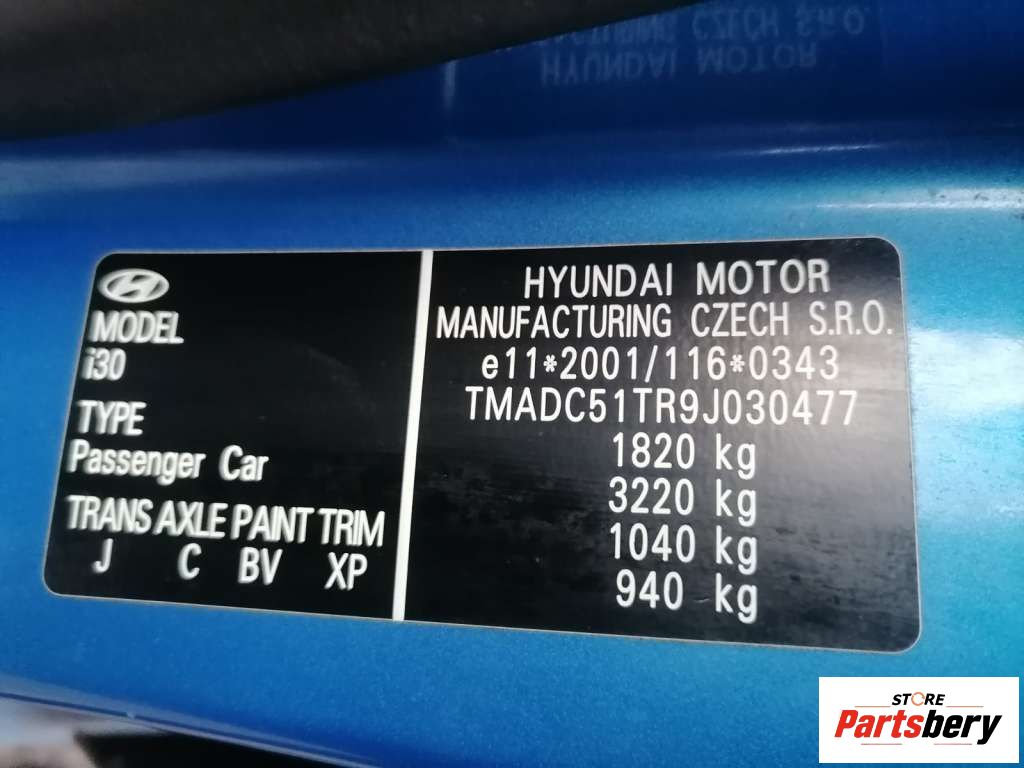 MODEL
i30
TYPE
Passenger Car
TRANS AXLE PAINT TRIM
J C BV XP
HYUNDAI MOTOR
MANUFACTURING CZECH S.R.O.
e11*2001/116*0343
TMADC51TR9J030477
1820 kg
3220 kg
1040 kg
940 kg
STORE
Partsbery